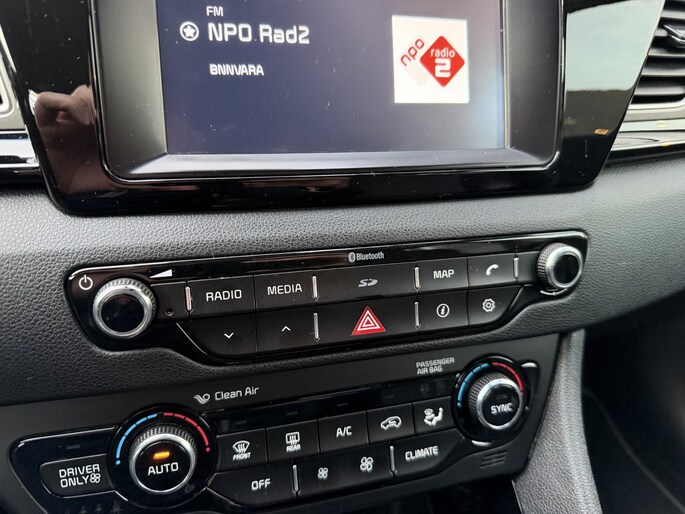 FM
NPO Rad2
BNNVARA
npo
radio
2
Bluetooth
RADIO MEDIA SD MAP
i
PASSENGER
AIR BAG
Clean Air
DRIVER
ONLY
AUTO
FRONT REAR A/C
OFF CLIMATE
SYNC